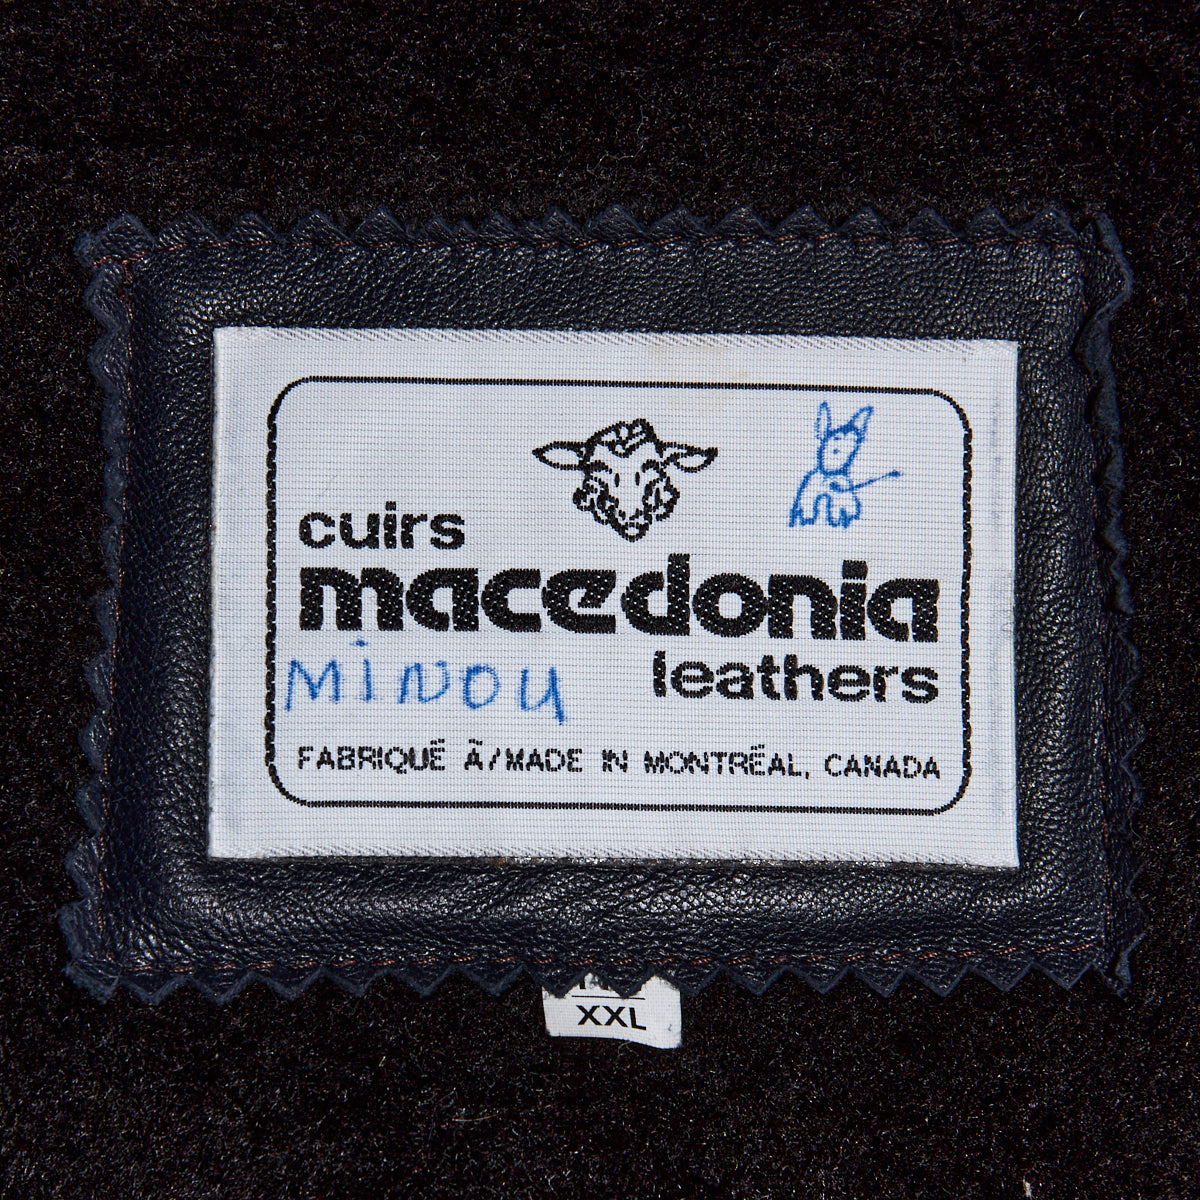 cuirs
macedonia
leathers
MiNOU
FABRIQUÉ À/MADE IN MONTRÉAL, CANADA
XXL